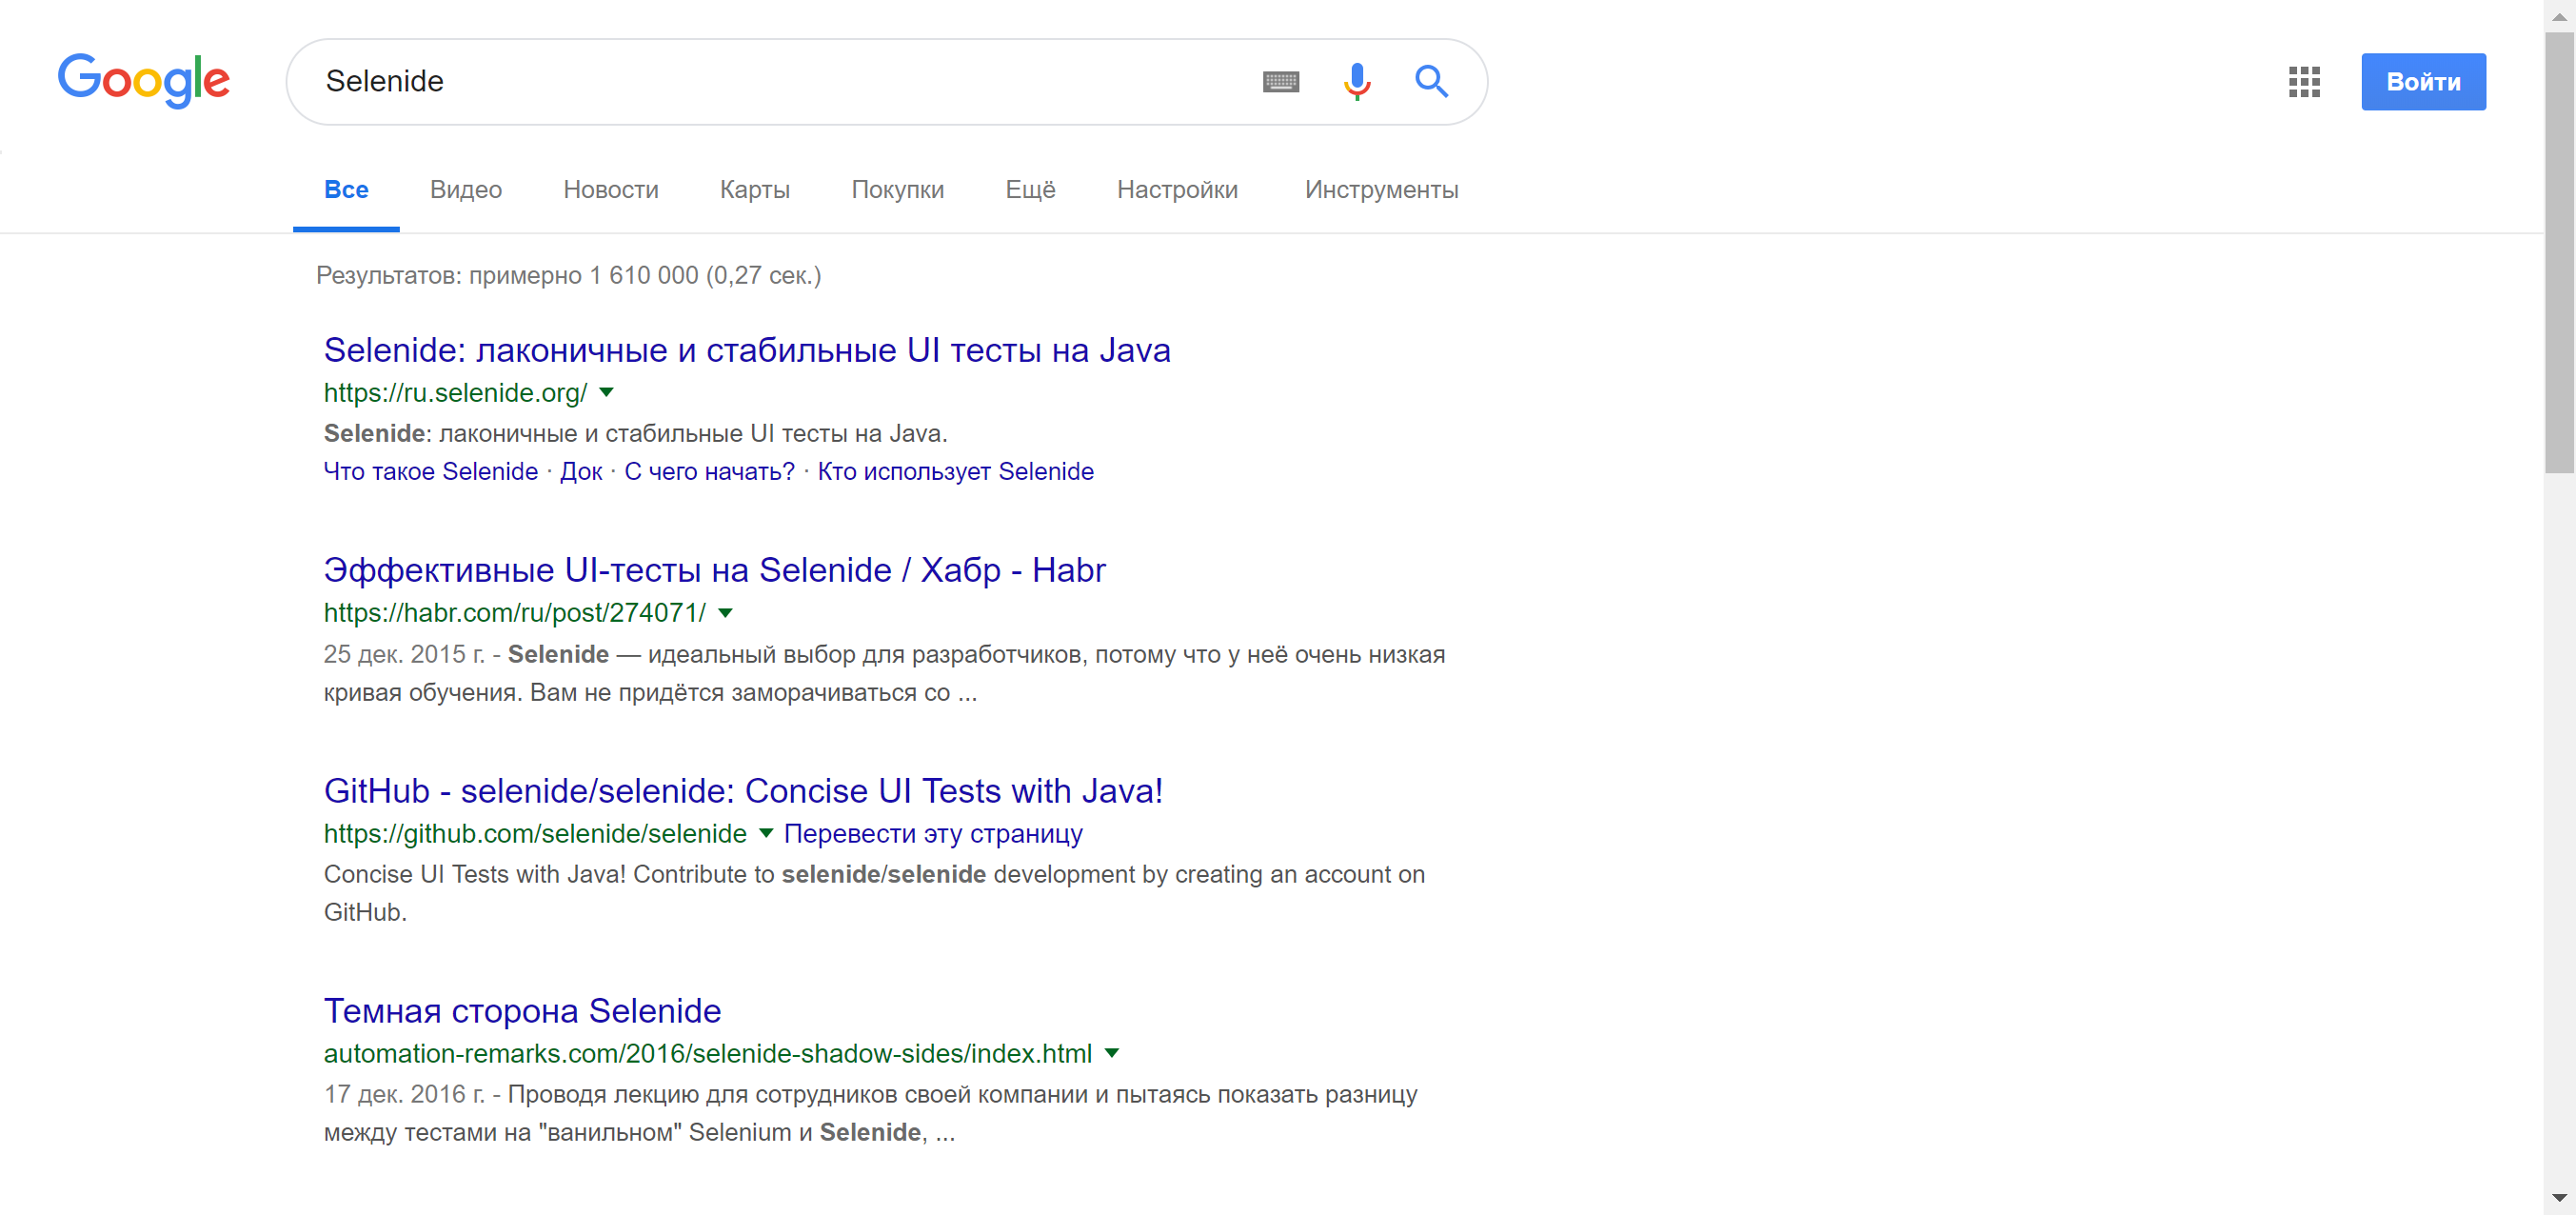 Google
Selenide
Войти
Все Видео Новости Карты Покупки Ещё Настройки Инструменты
Результатов: примерно 1 610 000 (0,27 сек.)
Selenide: лаконичные и стабильные UI тесты на Java
https://ru.selenide.org/
Selenide: лаконичные и стабильные UI тесты на Java.
Что такое Selenide · Док · С чего начать? · Кто использует Selenide
Эффективные UI-тесты на Selenide / Хабр - Habr
https://habr.com/ru/post/274071/
25 дек. 2015 г. - Selenide — идеальный выбор для разработчиков, потому что у неё очень низкая
кривая обучения. Вам не придётся заморачиваться со ...
GitHub - selenide/selenide: Concise UI Tests with Java!
https://github.com/selenide/selenide Перевести эту страницу
Concise UI Tests with Java! Contribute to selenide/selenide development by creating an account on
GitHub.
Темная сторона Selenide
automation-remarks.com/2016/selenide-shadow-sides/index.html
17 дек. 2016 г. - Проводя лекцию для сотрудников своей компании и пытаясь показать разницу
между тестами на "ванильном" Selenium и Selenide, ...